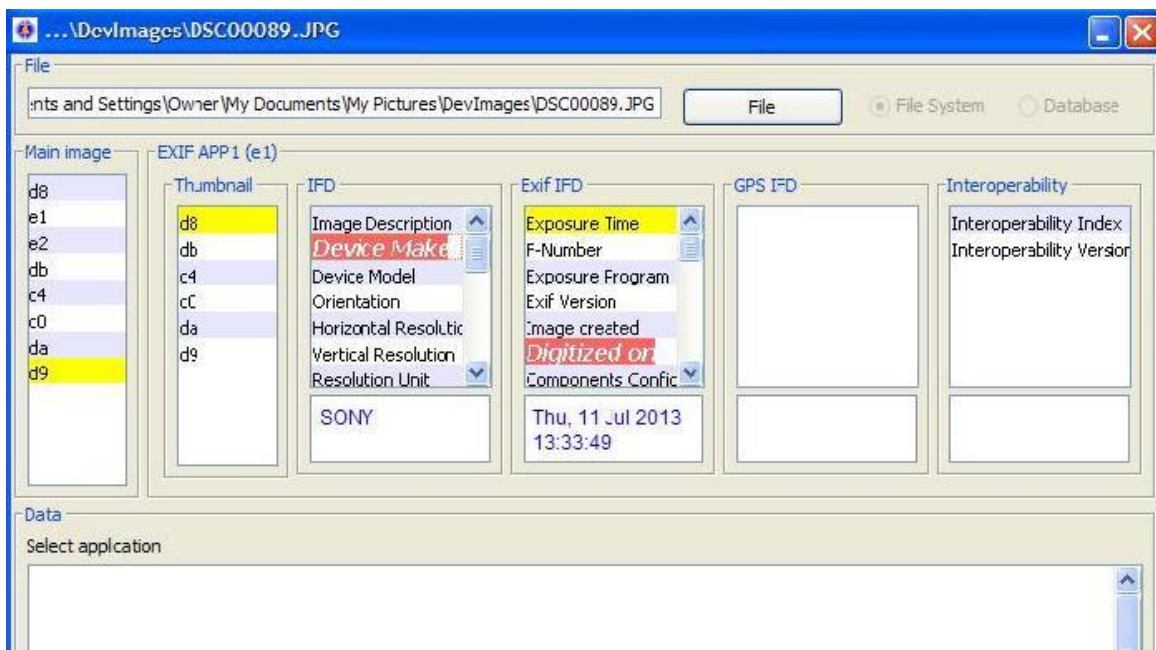 ...\DevImages\DSC00089.JPG
File
ents and Settings\Owner\My Documents\My Pictures\DevImages\DSC00089.JPG
File
File System
Database
Main image
d8
e1
e2
db
c4
c0
da
d9
EXIF APP1 (e1)
Thumbnail
d8
db
c4
c0
da
d9
IFD
Image Description
Device Make
Device Model
Orientation
Horizontal Resolutic
Vertical Resolution
Resolution Unit
SONY
Exif IFD
Exposure Time
F-Number
Exposure Program
Exif Version
Image created
Digitized on
Components Config
Thu, 11 Jul 2013
13:33:49
GPS IFD
Interoperability
Interoperability Index
Interoperability Version
Data
Select application